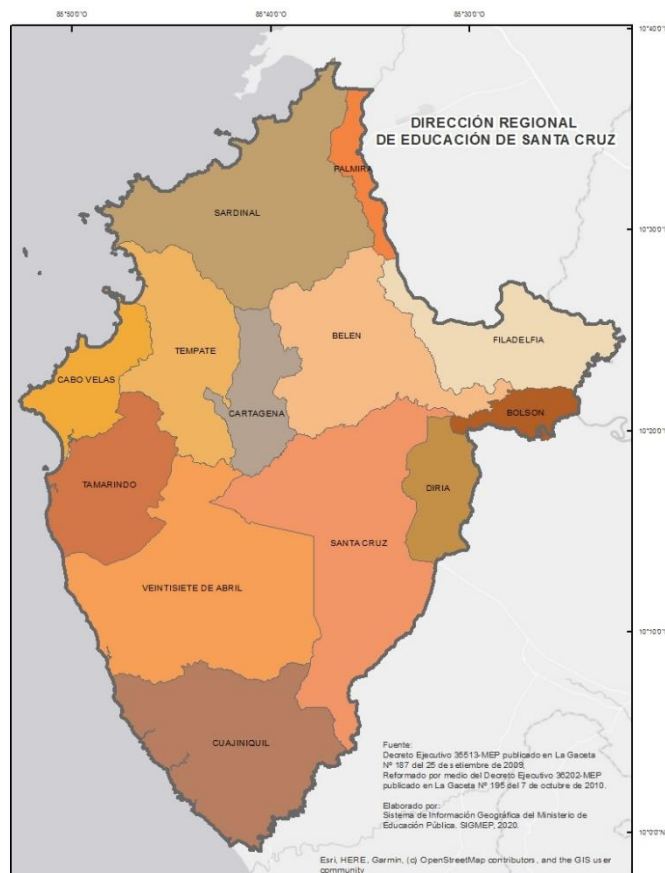 85°50'0"O
85°40'0"O
85°30'0"O
10°40'0"N
DIRECCIÓN REGIONAL
DE EDUCACIÓN DE SANTA CRUZ
PALMIRA
SARDINAL
10°30'0"N
BELEN
FILADELFIA
TEMPATE
CABO VELAS
CARTAGENA
BOLSON
10°20'0"N
TAMARINDO
DIRIA
SANTA CRUZ
VEINTISIETE DE ABRIL
10°10'0"N
CUAJINIQUIL
Fuente:
Decreto Ejecutivo 35513-MEP publicado en La Gaceta
Nº 187 del 25 de setiembre de 2009,
Reformado por medio del Decreto Ejecutivo 36202-MEP
publicado en La Gaceta Nº 195 del 7 de octubre de 2010.
Elaborado por:
Sistema de Información Geográfica del Ministerio de
Educación Pública. SIGMEP, 2020.
10°0'0"N
Esri, HERE, Garmin, (c) OpenStreetMap contributors, and the GIS user
community